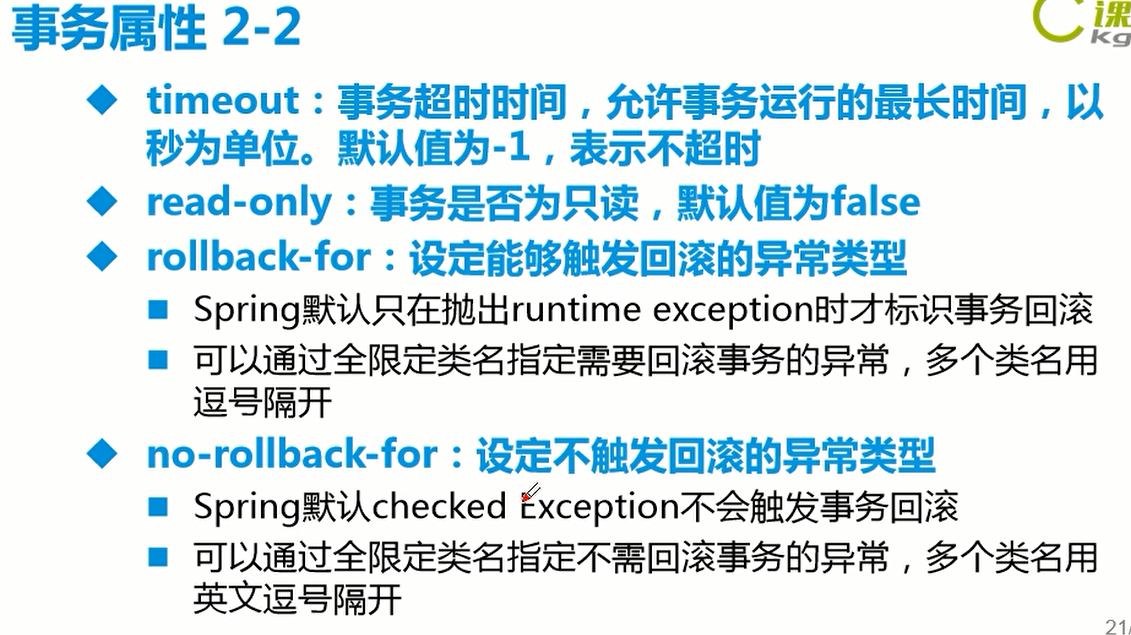 事务属性 2-2
课
kg
timeout：事务超时时间，允许事务运行的最长时间，以
秒为单位。默认值为-1，表示不超时
read-only：事务是否为只读，默认值为false
rollback-for：设定能够触发回滚的异常类型
Spring默认只在抛出runtime exception时才标识事务回滚
可以通过全限定类名指定需要回滚事务的异常，多个类名用
逗号隔开
no-rollback-for：设定不触发回滚的异常类型
Spring默认checked Exception不会触发事务回滚
可以通过全限定类名指定不需回滚事务的异常，多个类名用
英文逗号隔开
21/